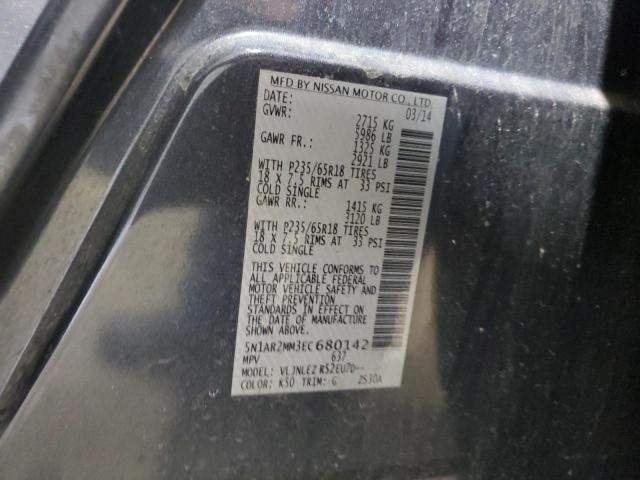 MFD BY NISSAN MOTOR CO., LTD.
DATE: 03/14
GVWR: 2715 KG
5986 LB
GAWR FR: 1325 KG
2921 LB
WITH P235/65R18 TIRES
18 X 7.5 RIMS AT 33 PSI
COLD SINGLE
GAWR RR.: 1415 KG
3120 LB
WITH P235/65R18 TIRES
18 X 7.5 RIMS AT 33 PSI
COLD SINGLE
THIS VEHICLE CONFORMS TO
ALL APPLICABLE FEDERAL
MOTOR VEHICLE SAFETY AND
THEFT PREVENTION
STANDARDS IN EFFECT ON
THE DATE OF MANUFACTURE
SHOWN ABOVE.
5N1AR2MM3EC680142
MPV 637
MODEL: VLJNLEZ R52EU7D--
COLOR: K50 TRIM: G 2S30A